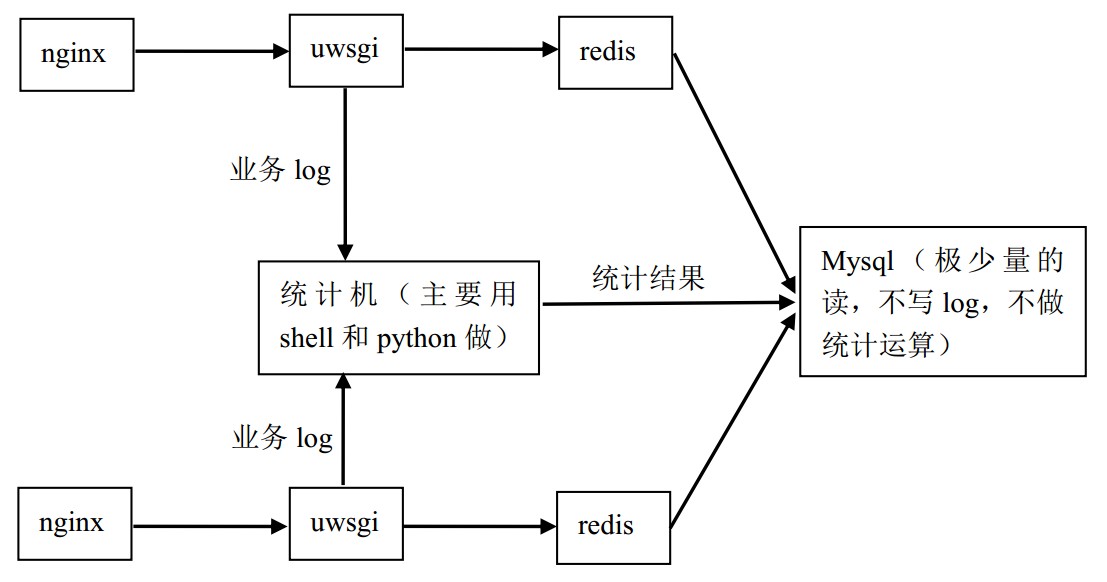 nginx
uwsgi
redis
业务 log
统计机（主要用
shell 和 python 做）
统计结果
Mysql（极少量的
读，不写 log，不做
统计运算）
业务 log
nginx
uwsgi
redis